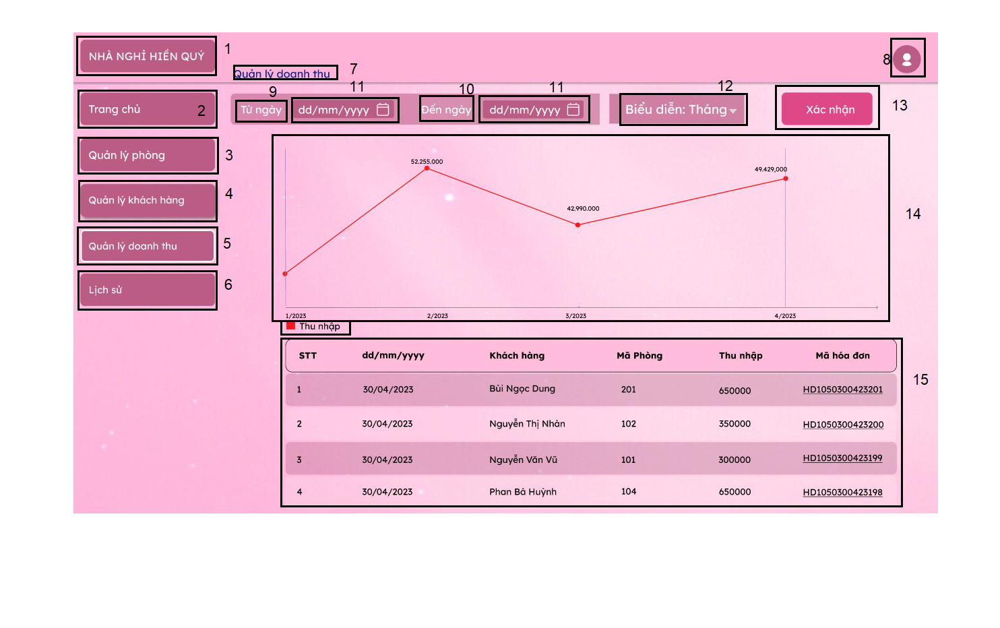 NHÀ NGHỈ HIỀN QUÝ
1
8
Quản lý doanh thu
7
9
11
10
11
12
Trang chủ
2
Từ ngày
dd/mm/yyyy
Đến ngày
dd/mm/yyyy
Biểu diễn: Tháng
Xác nhận
13
Quản lý phòng
3
Quản lý khách hàng
4
Quản lý doanh thu
5
Lịch sử
6
52.255.000
42.990.000
49.429,000
14
1/2023
2/2023
3/2023
4/2023
Thu nhập
STT dd/mm/yyyy Khách hàng Mã Phòng Thu nhập Mã hóa đơn
15
1 30/04/2023 Bùi Ngọc Dung 201 650000 HD1050300423201
2 30/04/2023 Nguyễn Thị Nhàn 102 350000 HD1050300423200
3 30/04/2023 Nguyễn Văn Vũ 101 300000 HD1050300423199
4 30/04/2023 Phan Bá Huỳnh 104 650000 HD1050300423198